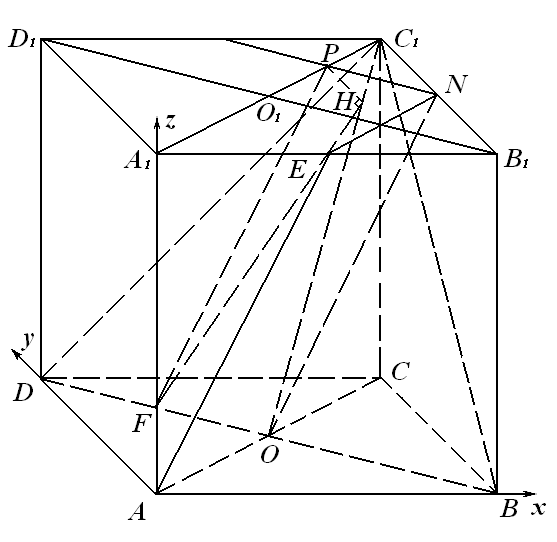 D₁ P C₁
z H N
O₁
A₁ E B₁
y
D C
F
O
A B x